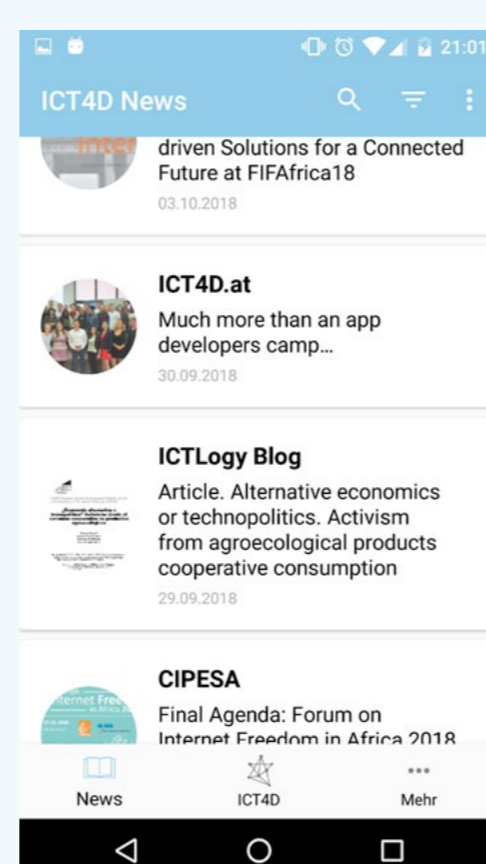 21:01
ICT4D News
inter
driven Solutions for a Connected
Future at FIFAfrica18
03.10.2018
ICT4D.at
Much more than an app
developers camp...
30.09.2018
ICTLogy Blog
Article. Alternative economics
or technopolitics. Activism
from agroecological products
cooperative consumption
29.09.2018
CIPESA
Final Agenda: Forum on
Internet Freedom in Africa 2018
News
ICT4D
Mehr